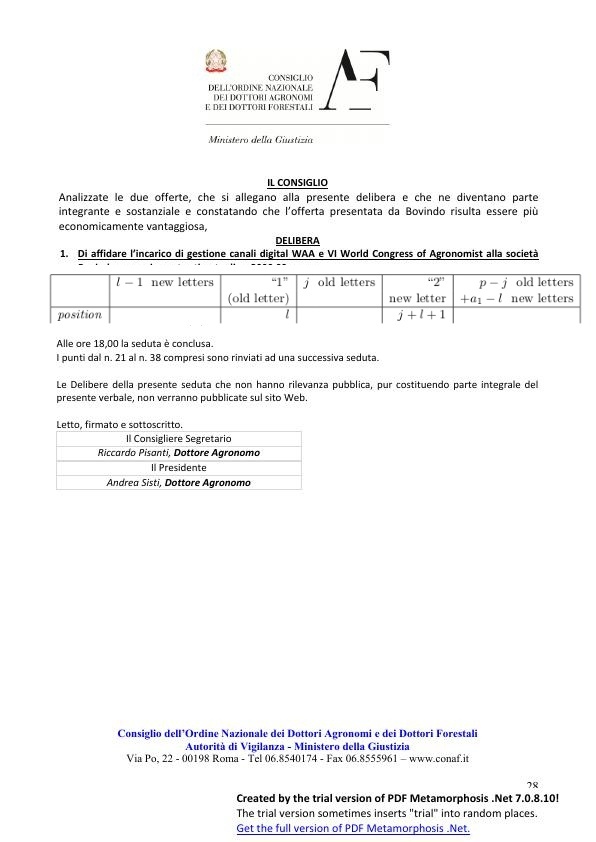 CONSIGLIO
DELL'ORDINE NAZIONALE
DEI DOTTORI AGRONOMI
E DEI DOTTORI FORESTALI
Ministero della Giustizia
IL CONSIGLIO
Analizzate le due offerte, che si allegano alla presente delibera e che ne diventano parte
integrante e sostanziale e constatando che l'offerta presentata da Bovindo risulta essere più
economicamente vantaggiosa,
DELIBERA
1. Di affidare l'incarico di gestione canali digital WAA e VI World Congress of Agronomist alla società
l − 1 new letters "1" j old letters "2" p − j old letters
(old letter) new letter +a₁ − l new letters
position l j + l + 1
Alle ore 18,00 la seduta è conclusa.
I punti dal n. 21 al n. 38 compresi sono rinviati ad una successiva seduta.
Le Delibere della presente seduta che non hanno rilevanza pubblica, pur costituendo parte integrale del
presente verbale, non verranno pubblicate sul sito Web.
Letto, firmato e sottoscritto.
Il Consigliere Segretario
Riccardo Pisanti, Dottore Agronomo
Il Presidente
Andrea Sisti, Dottore Agronomo
Consiglio dell'Ordine Nazionale dei Dottori Agronomi e dei Dottori Forestali
Autorità di Vigilanza - Ministero della Giustizia
Via Po, 22 - 00198 Roma - Tel 06.8540174 - Fax 06.8555961 – www.conaf.it
28
Created by the trial version of PDF Metamorphosis .Net 7.0.8.10!
The trial version sometimes inserts "trial" into random places.
Get the full version of PDF Metamorphosis .Net.